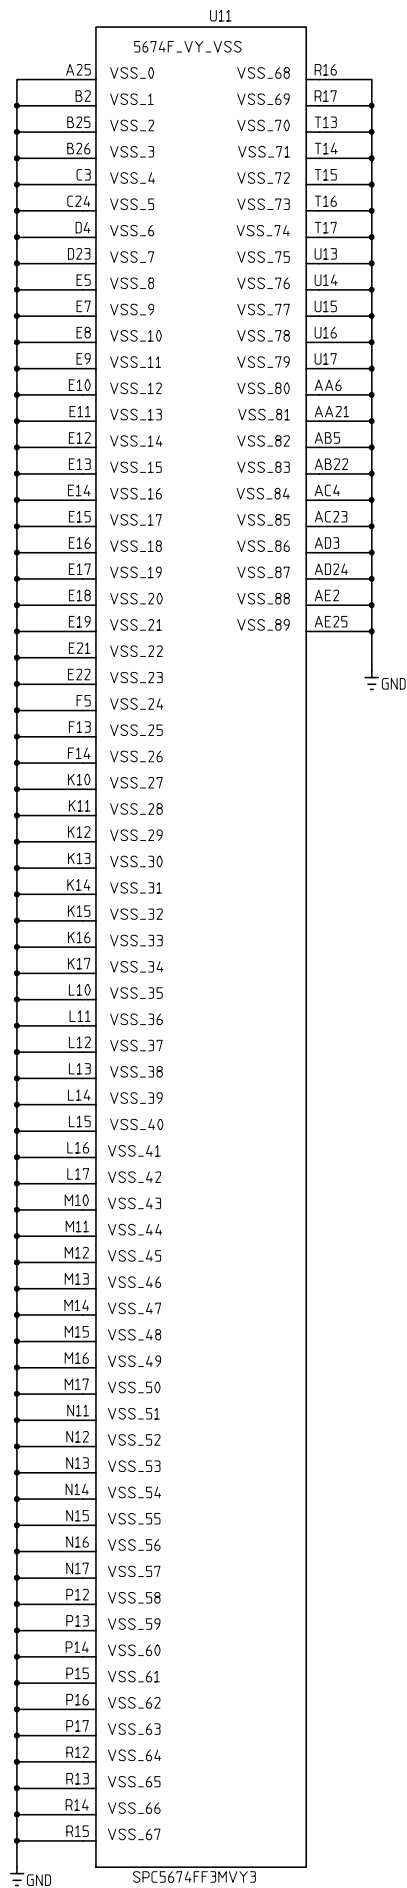 U11
5674F_VY_VSS
A25 VSS_0 VSS_68 R16
B2 VSS_1 VSS_69 R17
B25 VSS_2 VSS_70 T13
B26 VSS_3 VSS_71 T14
C3 VSS_4 VSS_72 T15
C24 VSS_5 VSS_73 T16
D4 VSS_6 VSS_74 T17
D23 VSS_7 VSS_75 U13
E5 VSS_8 VSS_76 U14
E7 VSS_9 VSS_77 U15
E8 VSS_10 VSS_78 U16
E9 VSS_11 VSS_79 U17
E10 VSS_12 VSS_80 AA6
E11 VSS_13 VSS_81 AA21
E12 VSS_14 VSS_82 AB5
E13 VSS_15 VSS_83 AB22
E14 VSS_16 VSS_84 AC4
E15 VSS_17 VSS_85 AC23
E16 VSS_18 VSS_86 AD3
E17 VSS_19 VSS_87 AD24
E18 VSS_20 VSS_88 AE2
E19 VSS_21 VSS_89 AE25
E21 VSS_22
E22 VSS_23
GND
F5 VSS_24
F13 VSS_25
F14 VSS_26
K10 VSS_27
K11 VSS_28
K12 VSS_29
K13 VSS_30
K14 VSS_31
K15 VSS_32
K16 VSS_33
K17 VSS_34
L10 VSS_35
L11 VSS_36
L12 VSS_37
L13 VSS_38
L14 VSS_39
L15 VSS_40
L16 VSS_41
L17 VSS_42
M10 VSS_43
M11 VSS_44
M12 VSS_45
M13 VSS_46
M14 VSS_47
M15 VSS_48
M16 VSS_49
M17 VSS_50
N11 VSS_51
N12 VSS_52
N13 VSS_53
N14 VSS_54
N15 VSS_55
N16 VSS_56
N17 VSS_57
P12 VSS_58
P13 VSS_59
P14 VSS_60
P15 VSS_61
P16 VSS_62
P17 VSS_63
R12 VSS_64
R13 VSS_65
R14 VSS_66
R15 VSS_67
GND
SPC5674FF3MVY3